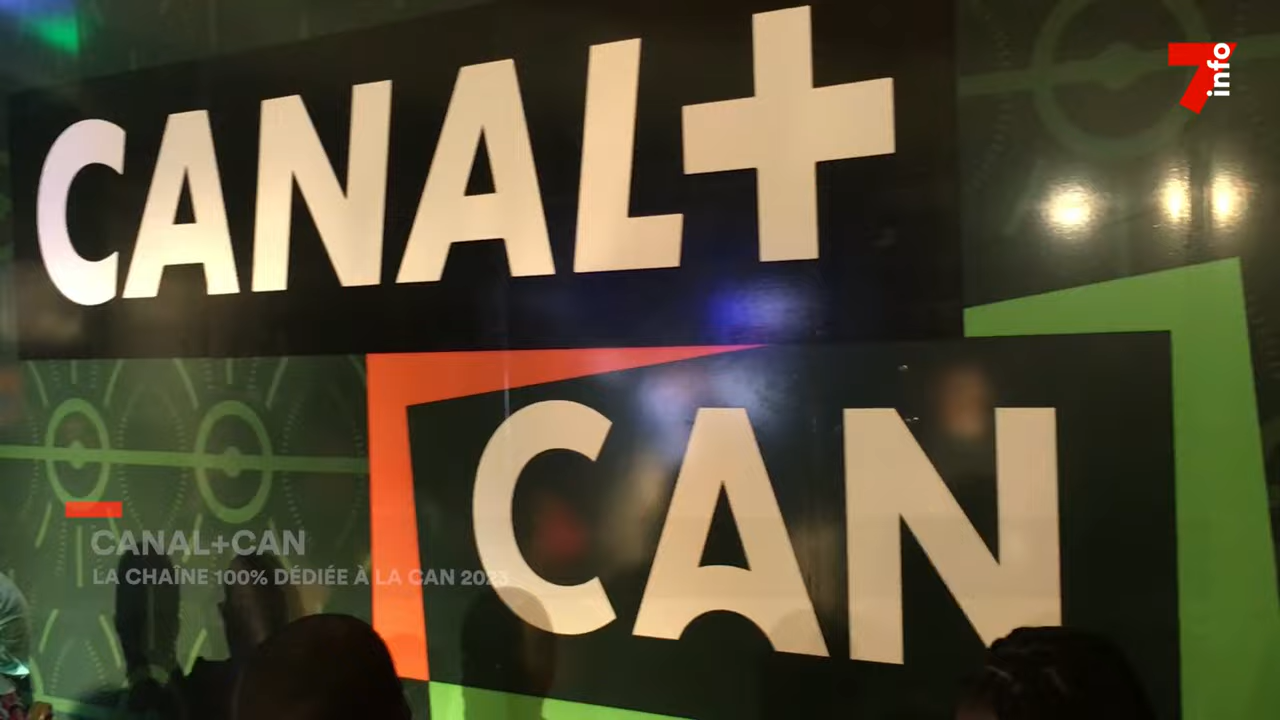 CANAL+
7info
CAN
CANAL+CAN
LA CHAÎNE 100% DÉDIÉE À LA CAN 2023